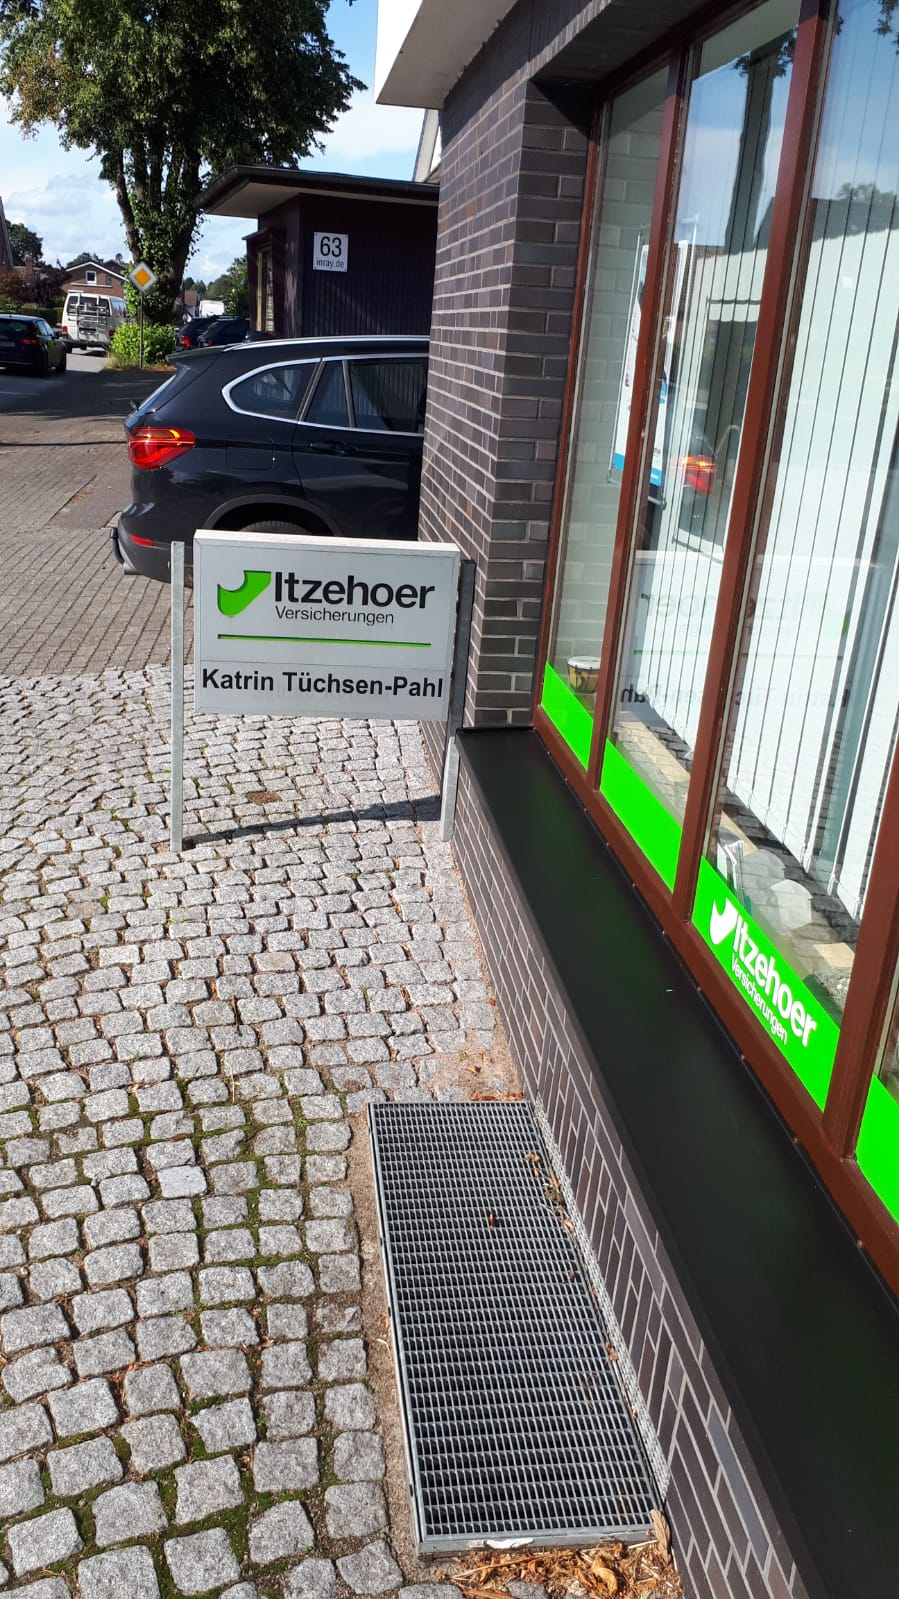 63
inray.de
Itzehoer
Versicherungen
Katrin Tüchsen-Pahl
Itzehoer
Versicherungen